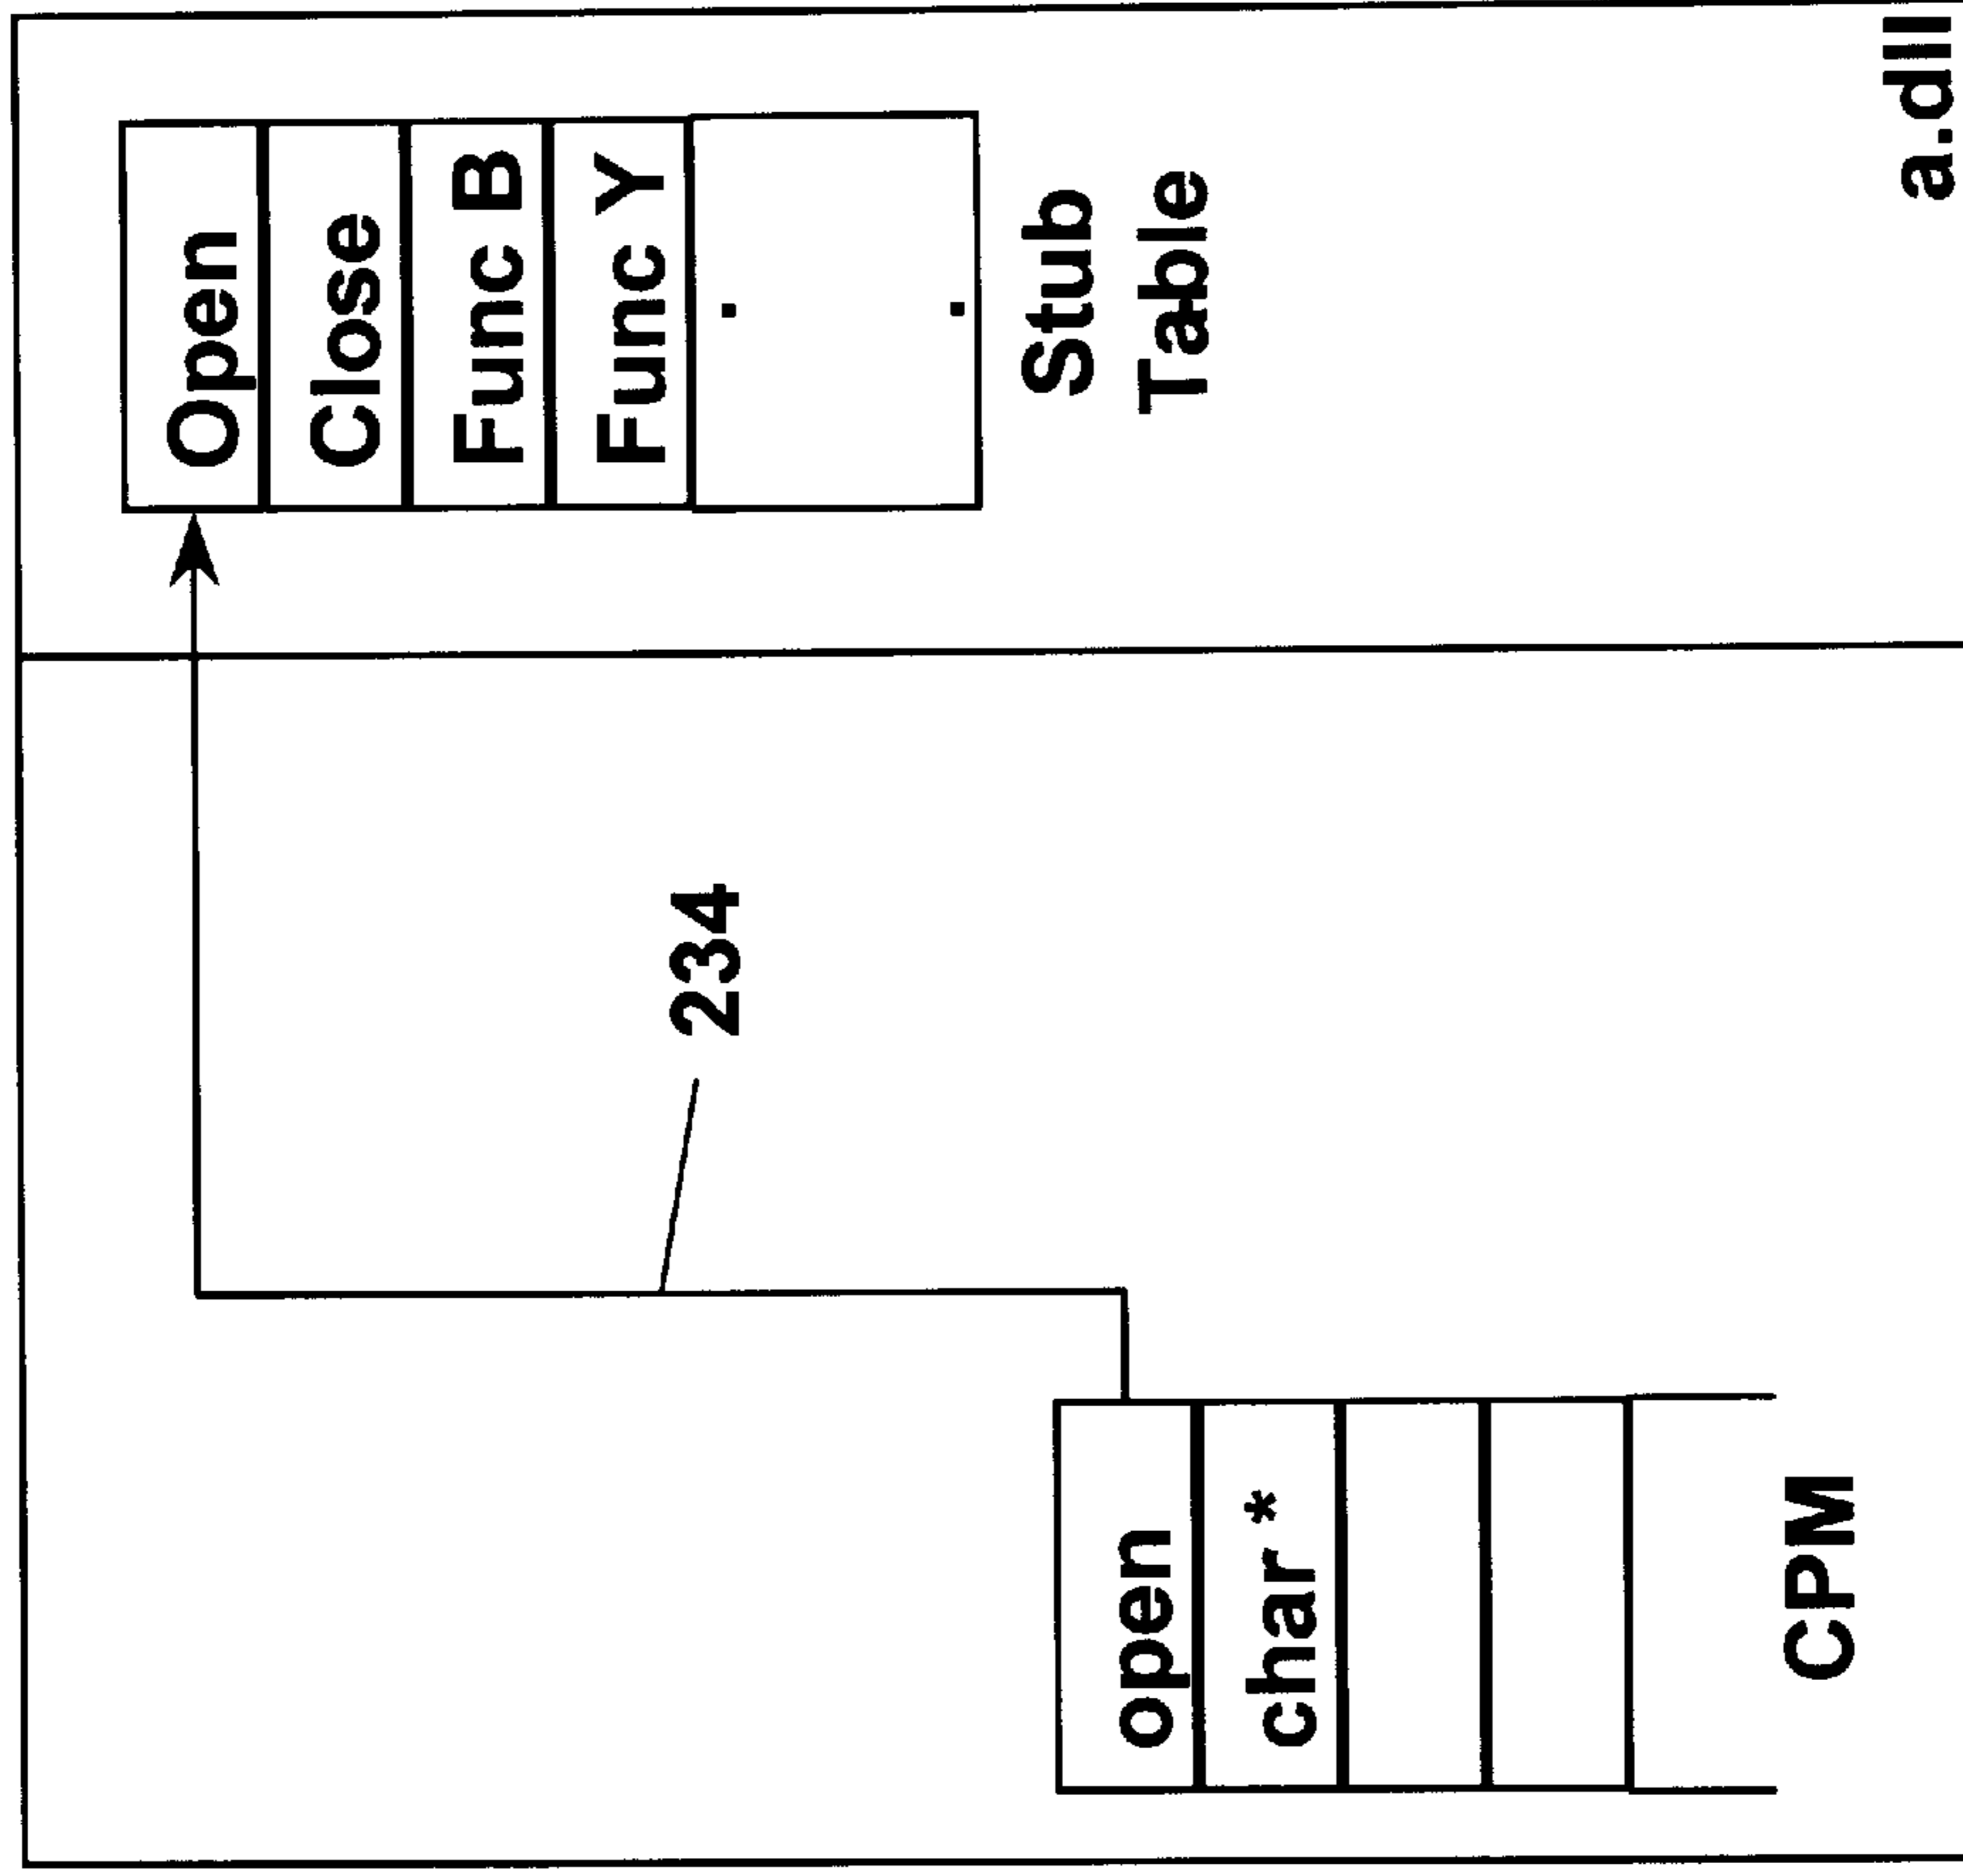 open
char *
CPM
234
Open
Close
Func B
Func Y
Stub
Table
a.dll